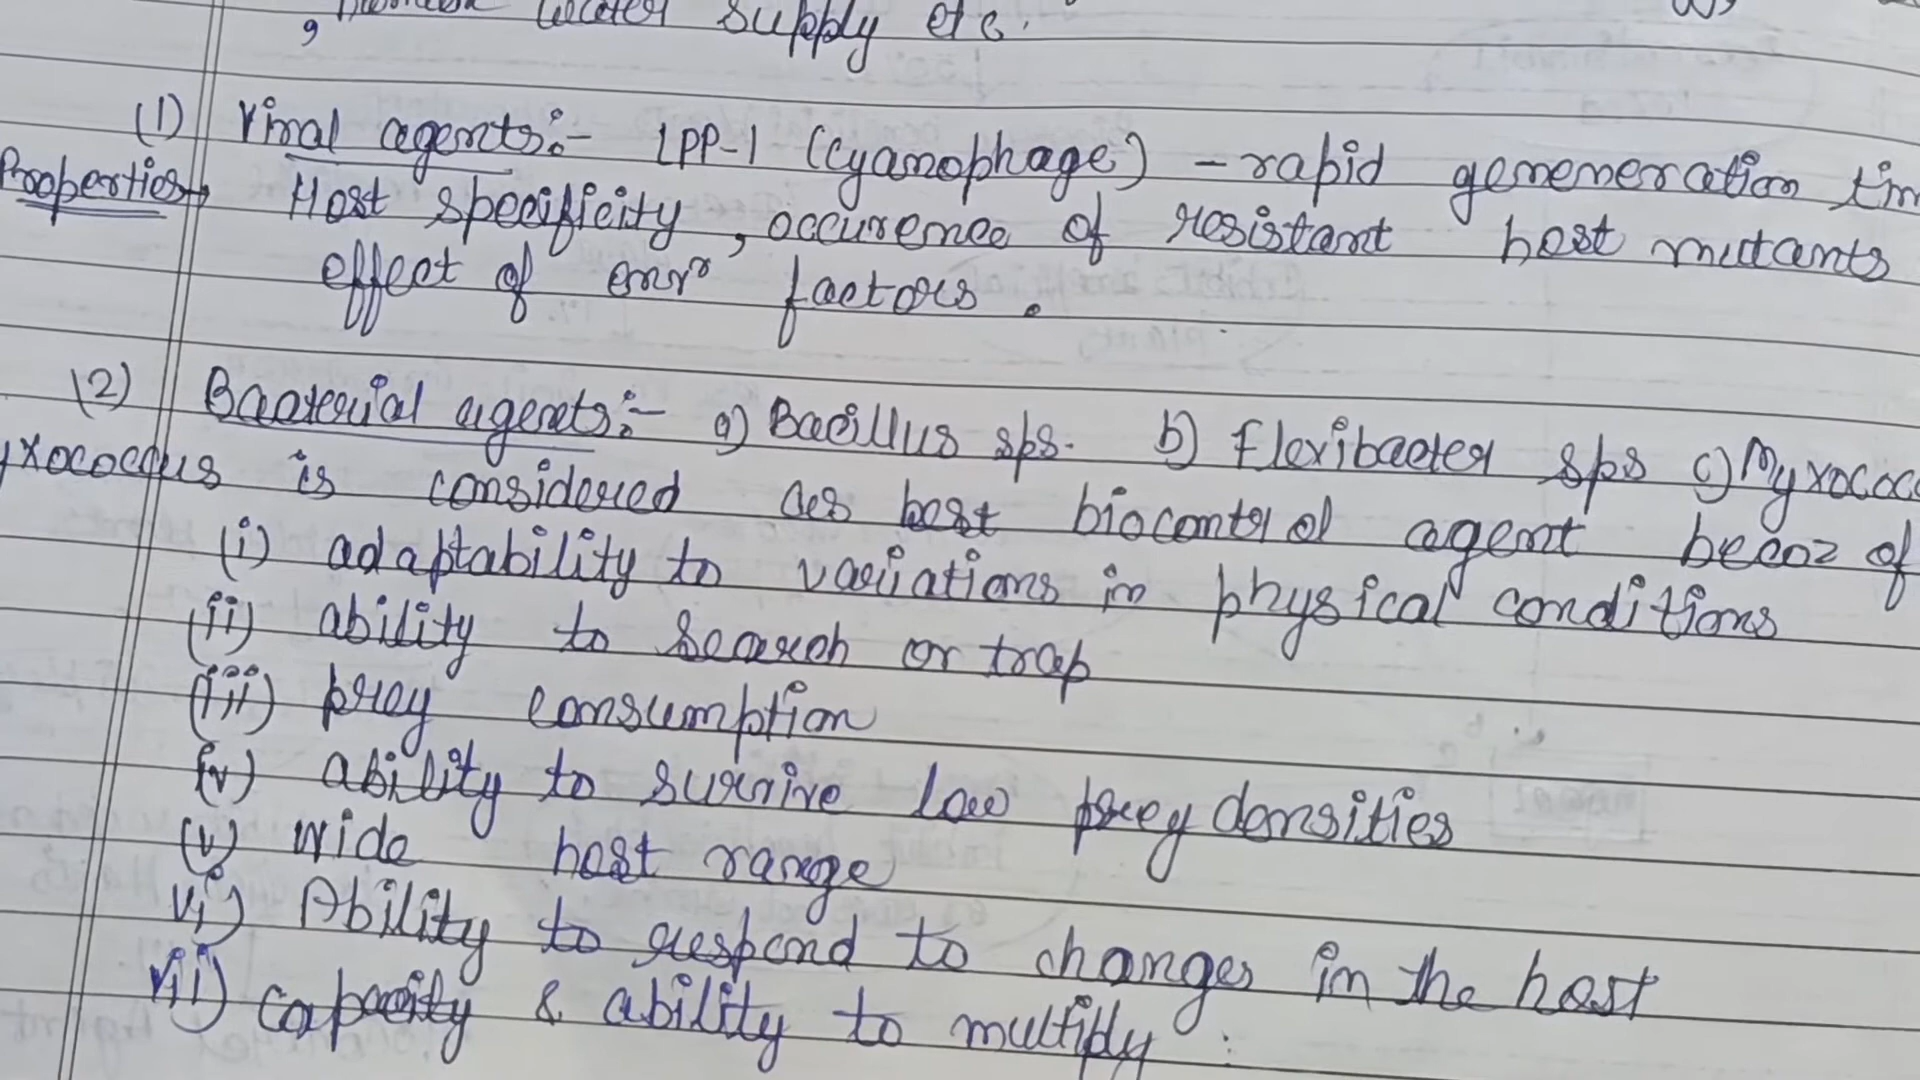 , water supply etc.
(1) Viral agents:- LPP-1 (Cyanophage) - rapid genemeration tim
Properties→ Host specificity, occurence of resistant host mutants
effect of envr factors.
(2) Bacterial agents:- a) Bacillus sps. b) Flexibacter sps c) Myxococc
yxococcus is considered as best biocontrol agent becoz of
(i) adaptability to variations in physical conditions
(ii) ability to search or trap
(iii) prey consumption
iv) ability to survive low prey densities
(v) wide host range
vi) Ability to respond to changes in the host
vii) capacity & ability to multiply.